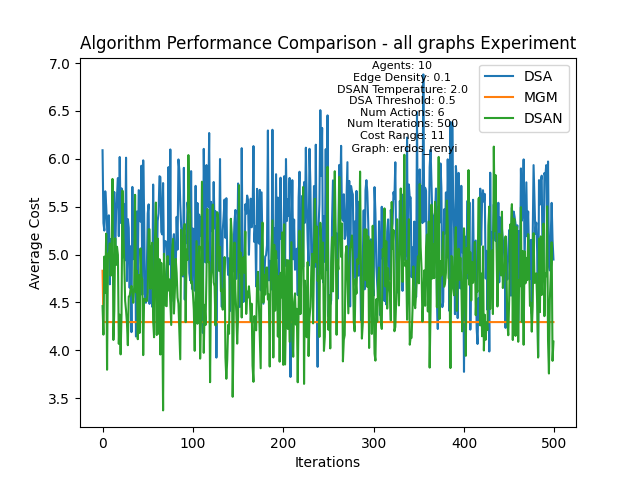 Algorithm Performance Comparison - all graphs Experiment
Agents: 10
Edge Density: 0.1
DSAN Temperature: 2.0
DSA Threshold: 0.5
Num Actions: 6
Num Iterations: 500
Cost Range: 11
Graph: erdos_renyi
DSA
MGM
DSAN
Average Cost
7.0
6.5
6.0
5.5
5.0
4.5
4.0
3.5
0
100
200
300
400
500
Iterations